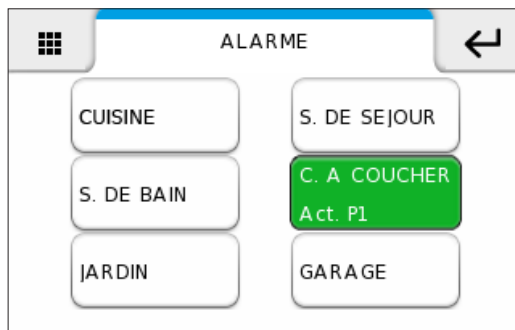 ALARME
CUISINE
S. DE SEJOUR
S. DE BAIN
C. A COUCHER
Act. P1
JARDIN
GARAGE